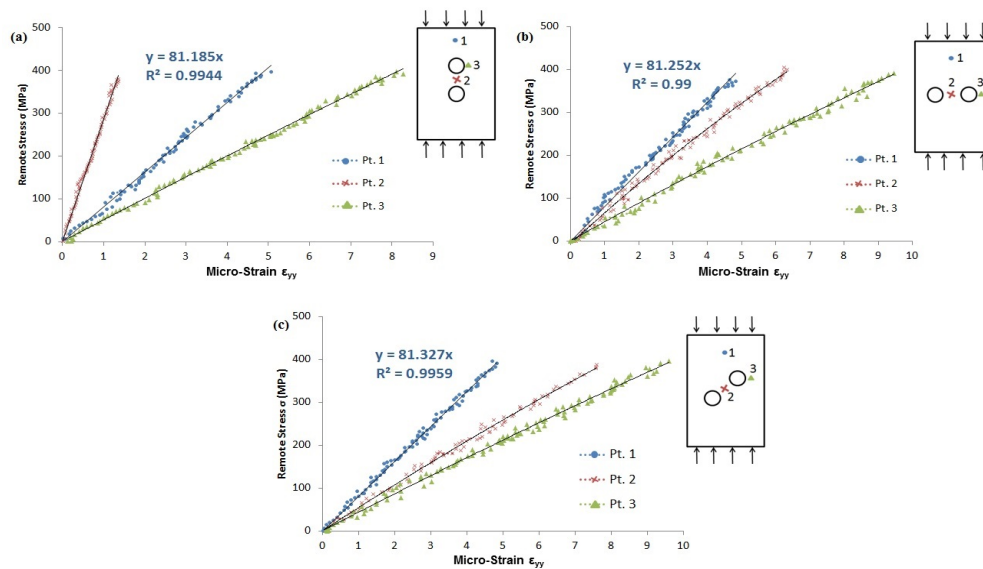 (a)
500
400
300
200
100
0
Remote Stress σ (MPa)
y = 81.185x
R² = 0.9944
Pt. 1
Pt. 2
Pt. 3
0 1 2 3 4 5 6 7 8 9
Micro-Strain εyy
1
3
2
(b)
500
400
300
200
100
0
Remote Stress σ (MPa)
y = 81.252x
R² = 0.99
Pt. 1
Pt. 2
Pt. 3
0 1 2 3 4 5 6 7 8 9 10
Micro-Strain εyy
1
2 3
(c)
500
400
300
200
100
0
Remote Stress σ (MPa)
y = 81.327x
R² = 0.9959
Pt. 1
Pt. 2
Pt. 3
0 1 2 3 4 5 6 7 8 9 10
Micro-Strain εyy
1
3
2